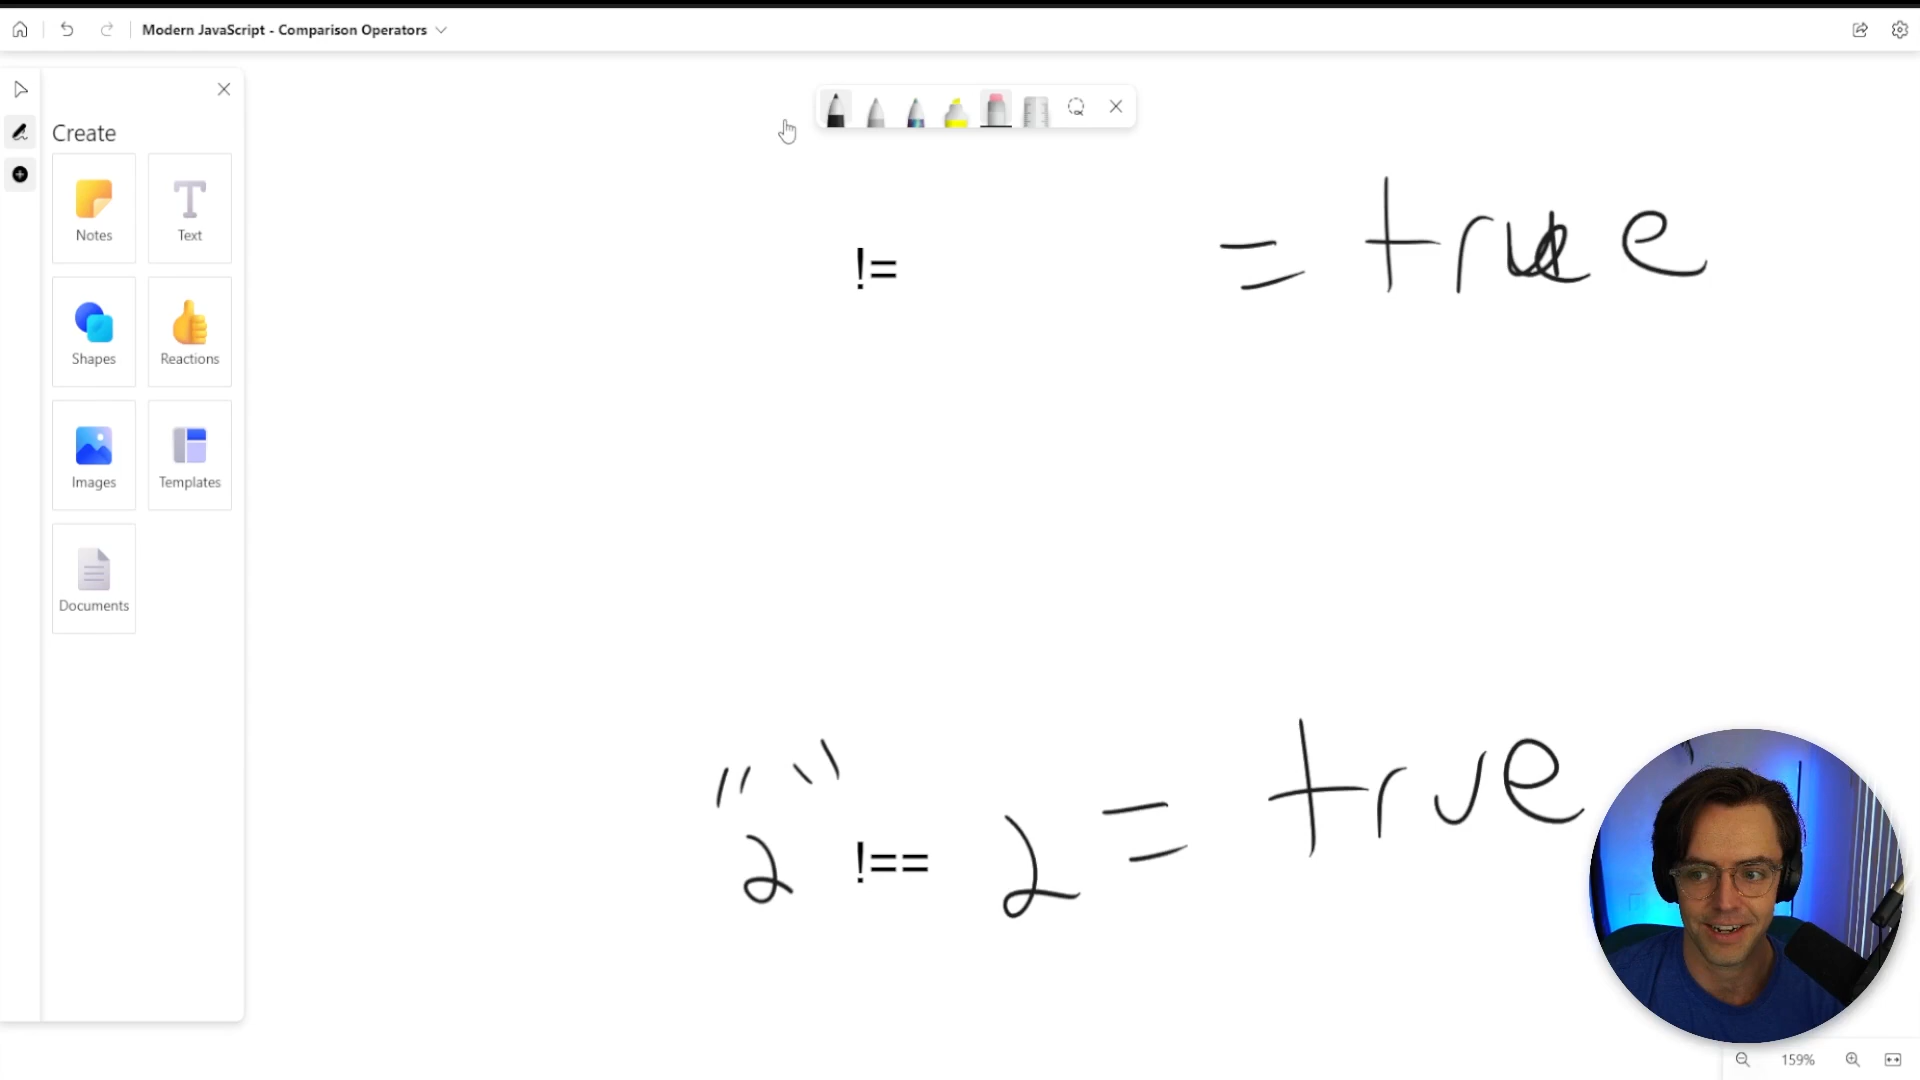 Modern JavaScript - Comparison Operators
Create
Notes Text
Shapes Reactions
Images Templates
Documents
!= = true
"2" !== 2 = true
159%